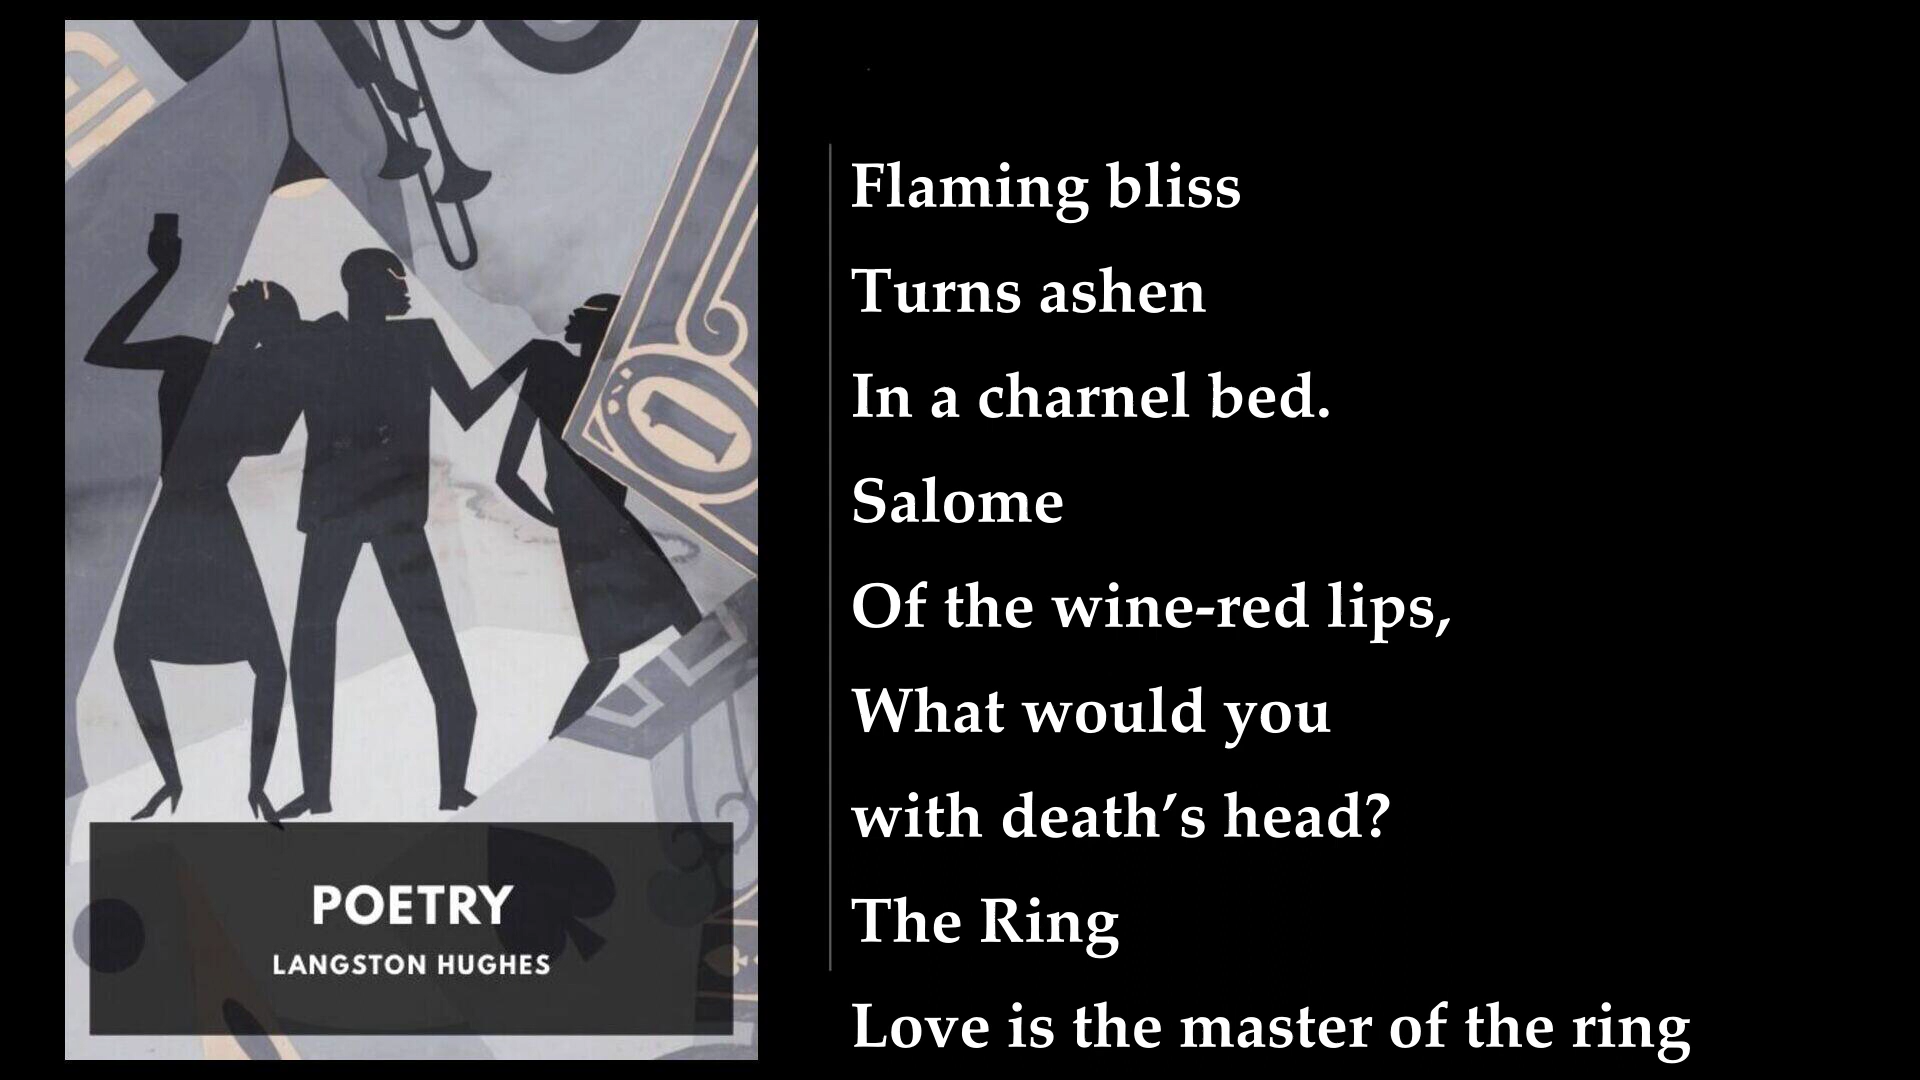 POETRY
LANGSTON HUGHES
Flaming bliss
Turns ashen
In a charnel bed.
Salome
Of the wine-red lips,
What would you
with death’s head?
The Ring
Love is the master of the ring